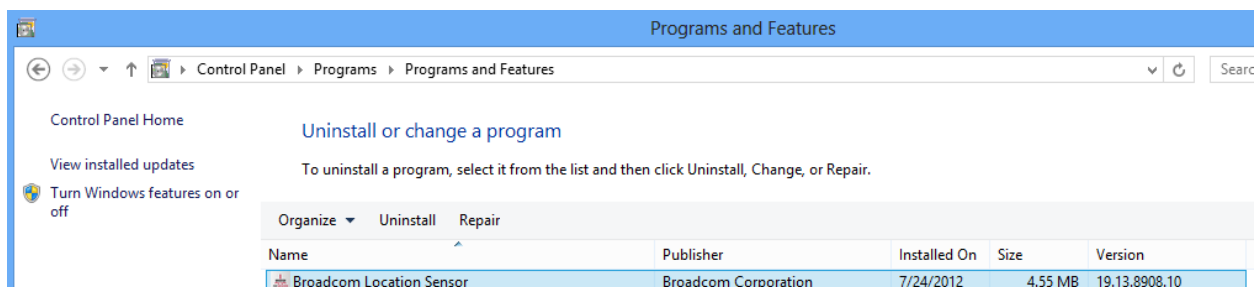 Programs and Features
Control Panel Programs Programs and Features
Control Panel Home
Uninstall or change a program
View installed updates
To uninstall a program, select it from the list and then click Uninstall, Change, or Repair.
Turn Windows features on or
off
Organize Uninstall Repair
Name Publisher Installed On Size Version
Broadcom Location Sensor Broadcom Corporation 7/24/2012 4.55 MB 19.13.8908.10